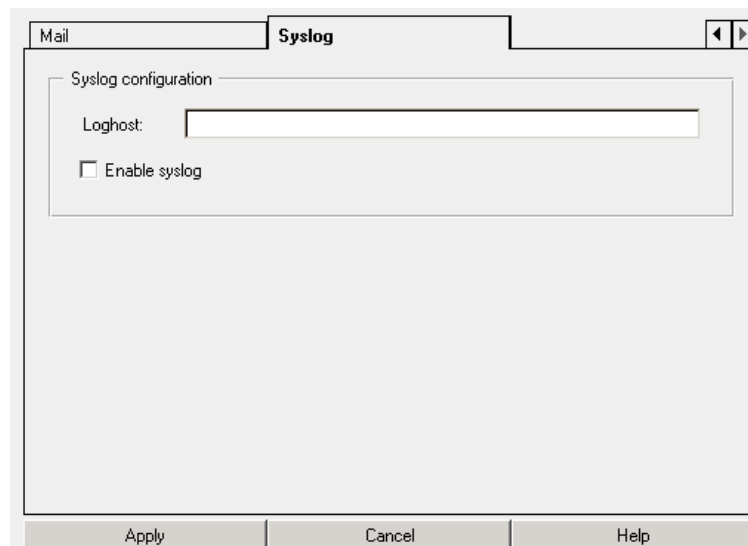 Mail Syslog
Syslog configuration
Loghost:
Enable syslog
Apply Cancel Help